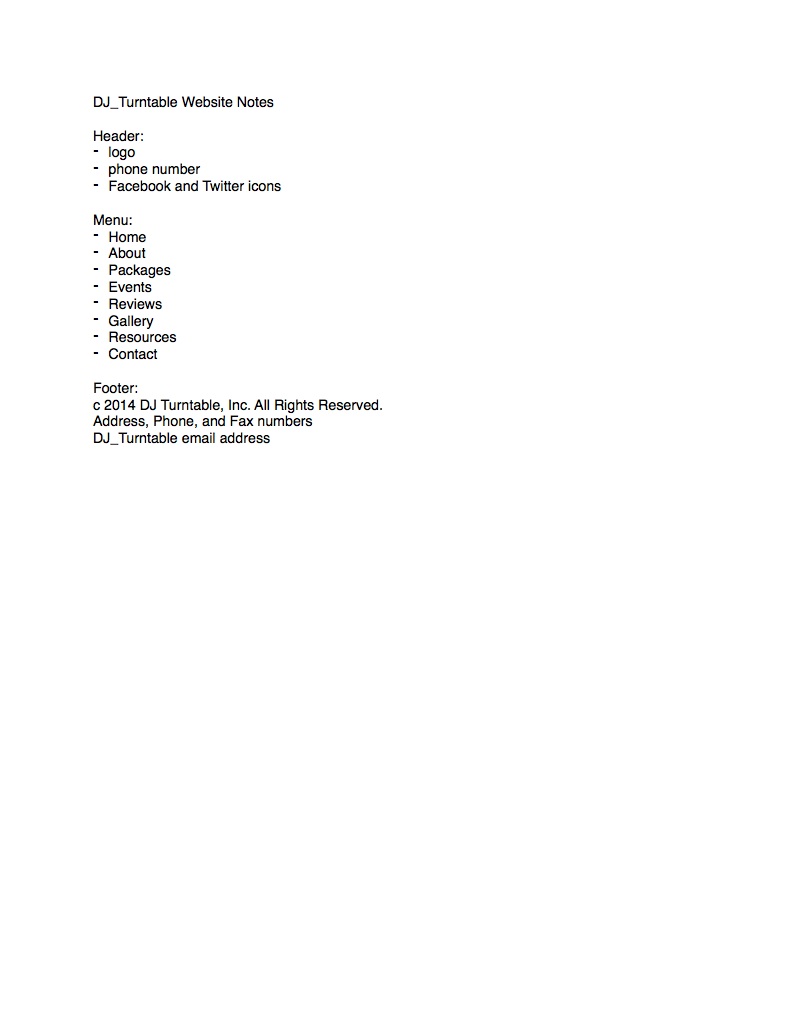 DJ_Turntable Website Notes
Header:
- logo
- phone number
- Facebook and Twitter icons
Menu:
- Home
- About
- Packages
- Events
- Reviews
- Gallery
- Resources
- Contact
Footer:
c 2014 DJ Turntable, Inc. All Rights Reserved.
Address, Phone, and Fax numbers
DJ_Turntable email address